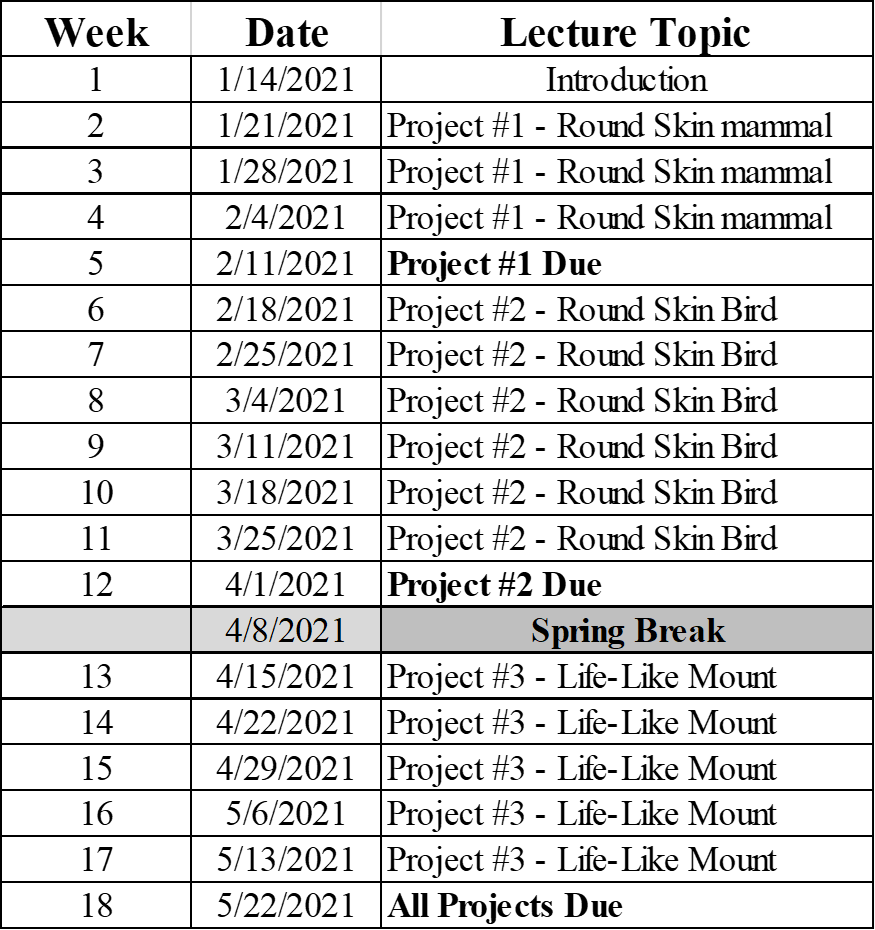 Week Date Lecture Topic
1 1/14/2021 Introduction
2 1/21/2021 Project #1 - Round Skin mammal
3 1/28/2021 Project #1 - Round Skin mammal
4 2/4/2021 Project #1 - Round Skin mammal
5 2/11/2021 Project #1 Due
6 2/18/2021 Project #2 - Round Skin Bird
7 2/25/2021 Project #2 - Round Skin Bird
8 3/4/2021 Project #2 - Round Skin Bird
9 3/11/2021 Project #2 - Round Skin Bird
10 3/18/2021 Project #2 - Round Skin Bird
11 3/25/2021 Project #2 - Round Skin Bird
12 4/1/2021 Project #2 Due
4/8/2021 Spring Break
13 4/15/2021 Project #3 - Life-Like Mount
14 4/22/2021 Project #3 - Life-Like Mount
15 4/29/2021 Project #3 - Life-Like Mount
16 5/6/2021 Project #3 - Life-Like Mount
17 5/13/2021 Project #3 - Life-Like Mount
18 5/22/2021 All Projects Due